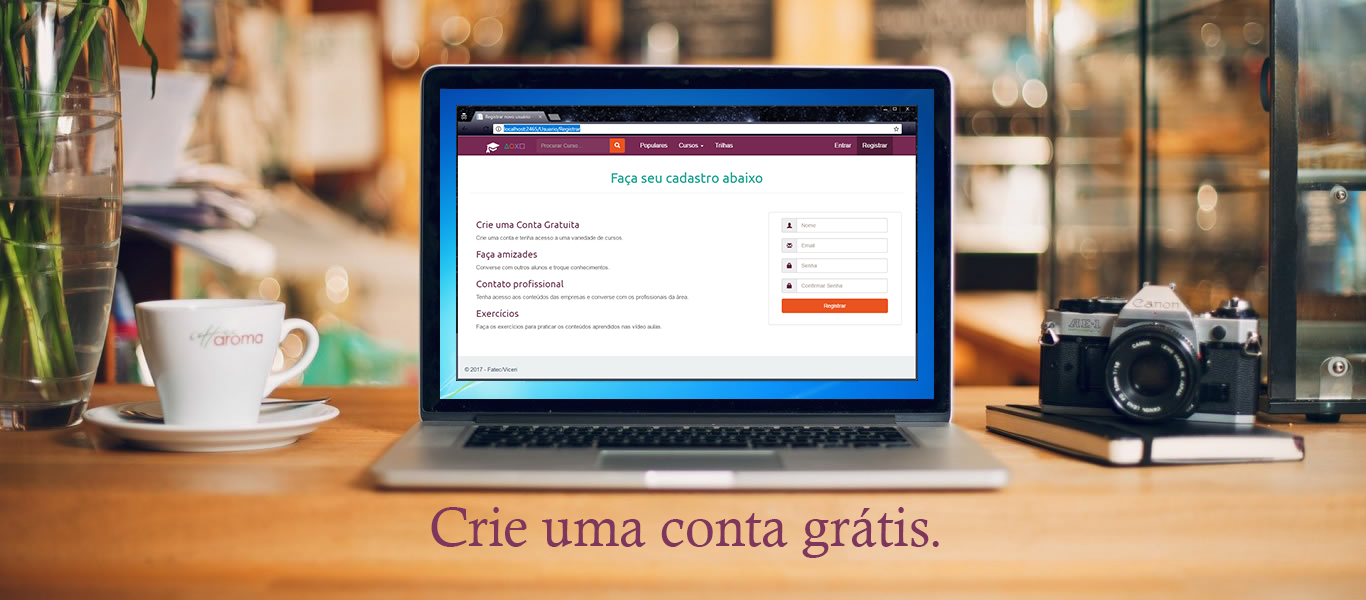 Registrar novo usuário
localhost:2465/Usuario/Registrar
Procurar Curso...
Populares
Cursos
Trilhas
Entrar
Registrar
Faça seu cadastro abaixo
Crie uma Conta Gratuita
Crie uma conta e tenha acesso a uma variedade de cursos.
Faça amizades
Converse com outros alunos e troque conhecimentos.
Contato profissional
Tenha acesso aos conteúdos das empresas e converse com os profissionais da área.
Exercícios
Faça os exercícios para praticar os conteúdos aprendidos nas vídeo aulas.
Nome
Email
Senha
Confirmar Senha
Registrar
© 2017 - Fatec/Vicen
caffè
aroma
Canon
AE-1
Crie uma conta grátis.